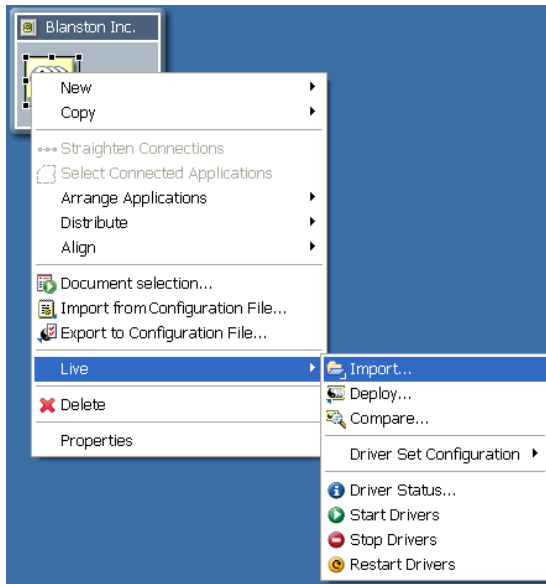 Blanston Inc.
New
Copy
Straighten Connections
Select Connected Applications
Arrange Applications
Distribute
Align
Document selection...
Import from Configuration File...
Export to Configuration File...
Live
Import...
Deploy...
Compare...
Delete
Properties
Driver Set Configuration
Driver Status...
Start Drivers
Stop Drivers
Restart Drivers